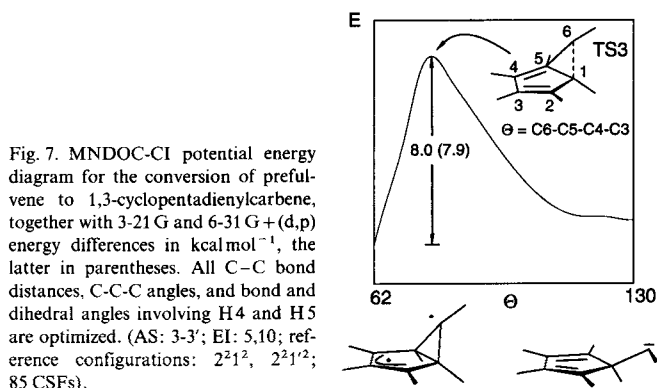 Fig. 7. MNDOC-CI potential energy
diagram for the conversion of preful-
vene to 1,3-cyclopentadienylcarbene,
together with 3-21 G and 6-31 G+(d,p)
energy differences in kcal mol⁻¹, the
latter in parentheses. All C−C bond
distances, C-C-C angles, and bond and
dihedral angles involving H4 and H5
are optimized. (AS: 3-3′; EI: 5,10; ref-
erence configurations: 2²1², 2²1′²;
85 CSFs).
E
6
TS3
5
4
1
3
2
Θ = C6-C5-C4-C3
8.0 (7.9)
62
Θ
130